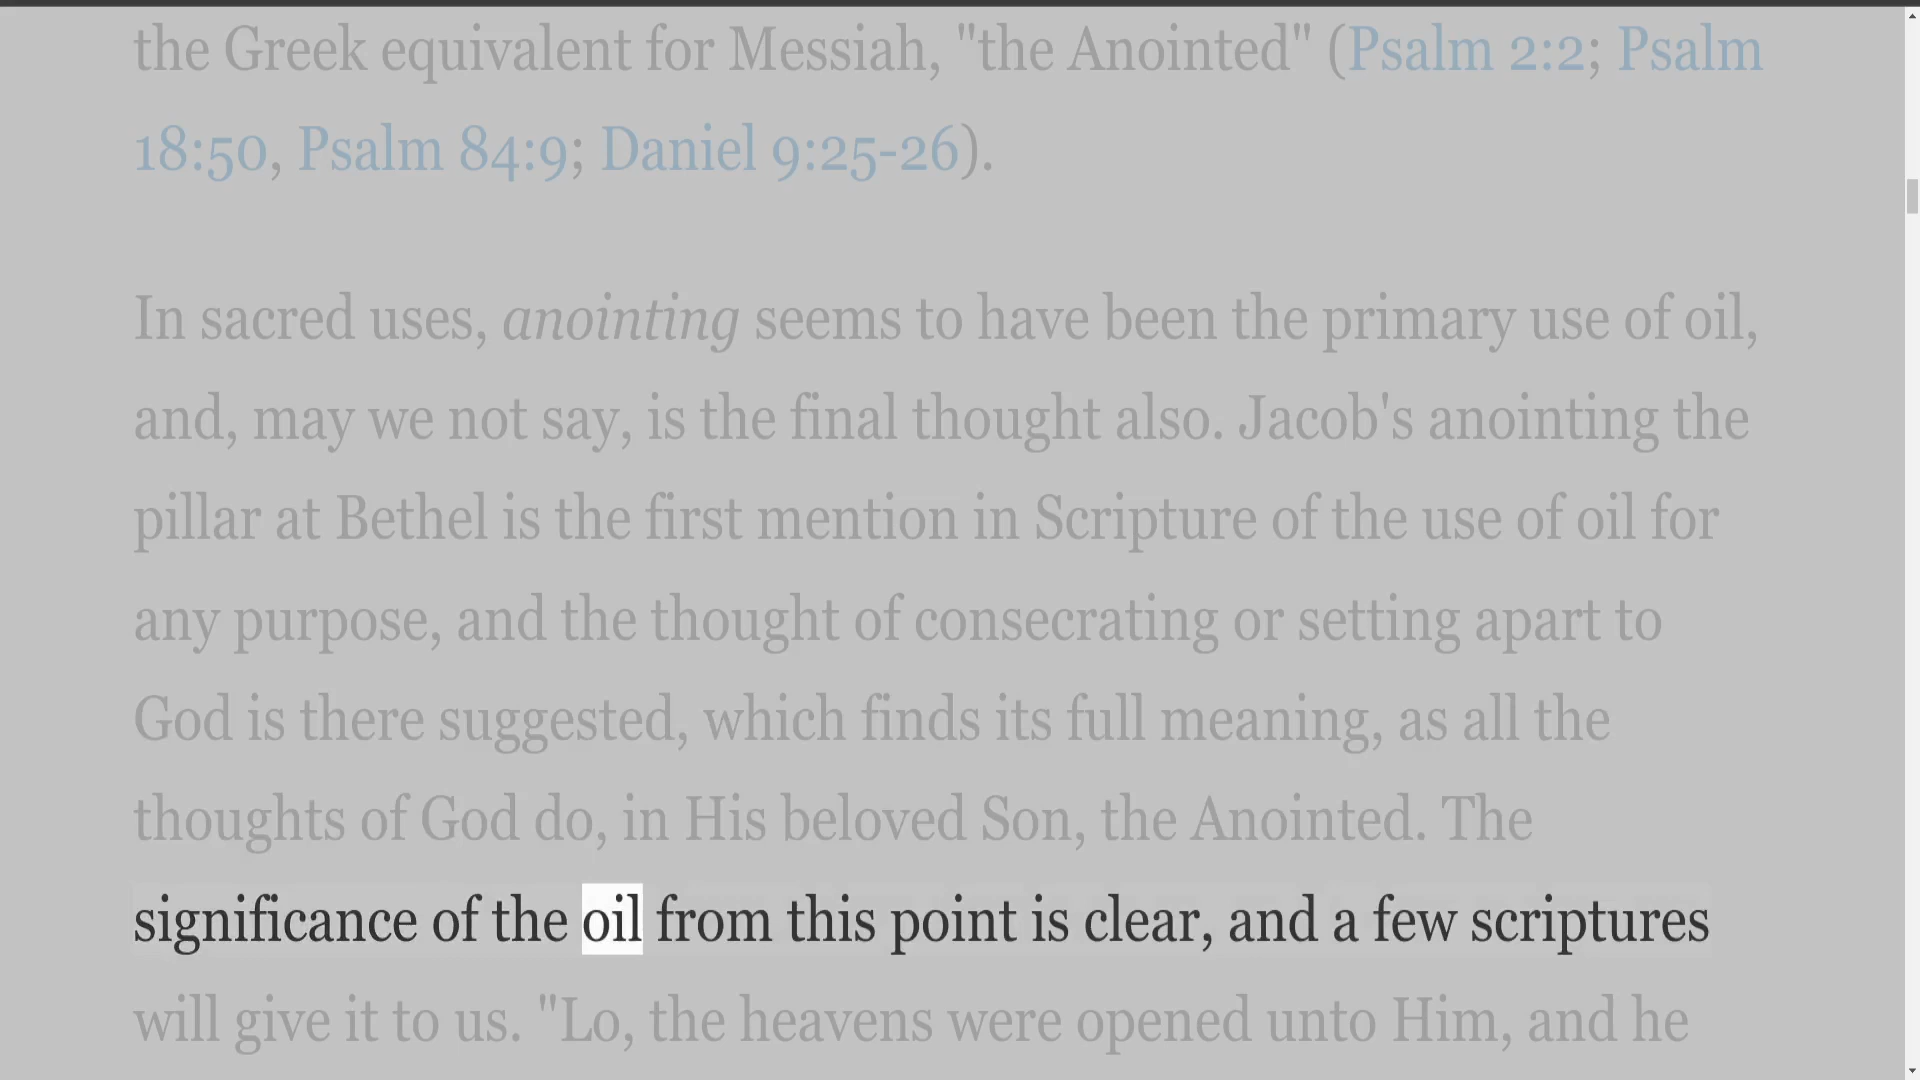 the Greek equivalent for Messiah, "the Anointed" (Psalm 2:2; Psalm
18:50, Psalm 84:9; Daniel 9:25-26).
In sacred uses, anointing seems to have been the primary use of oil,
and, may we not say, is the final thought also. Jacob's anointing the
pillar at Bethel is the first mention in Scripture of the use of oil for
any purpose, and the thought of consecrating or setting apart to
God is there suggested, which finds its full meaning, as all the
thoughts of God do, in His beloved Son, the Anointed. The
significance of the oil from this point is clear, and a few scriptures
will give it to us. "Lo, the heavens were opened unto Him, and he